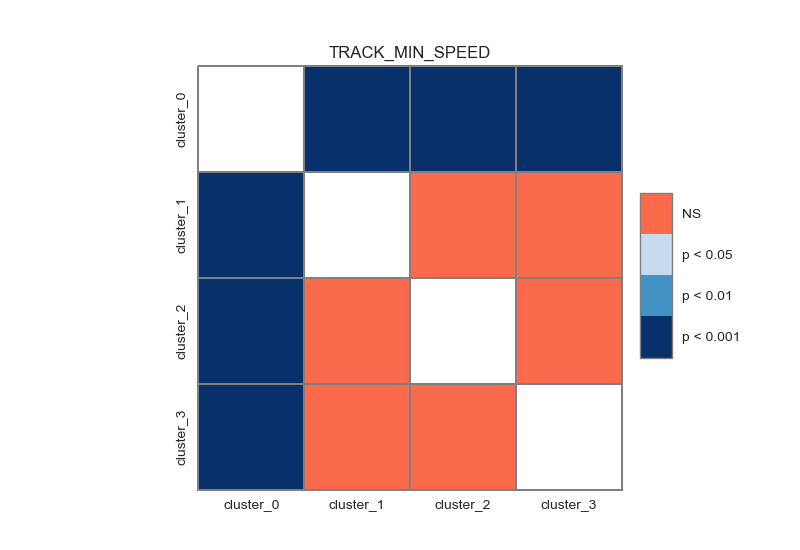 TRACK_MIN_SPEED
cluster_0
cluster_1
cluster_2
cluster_3
NS
p < 0.05
p < 0.01
p < 0.001
cluster_0
cluster_1
cluster_2
cluster_3